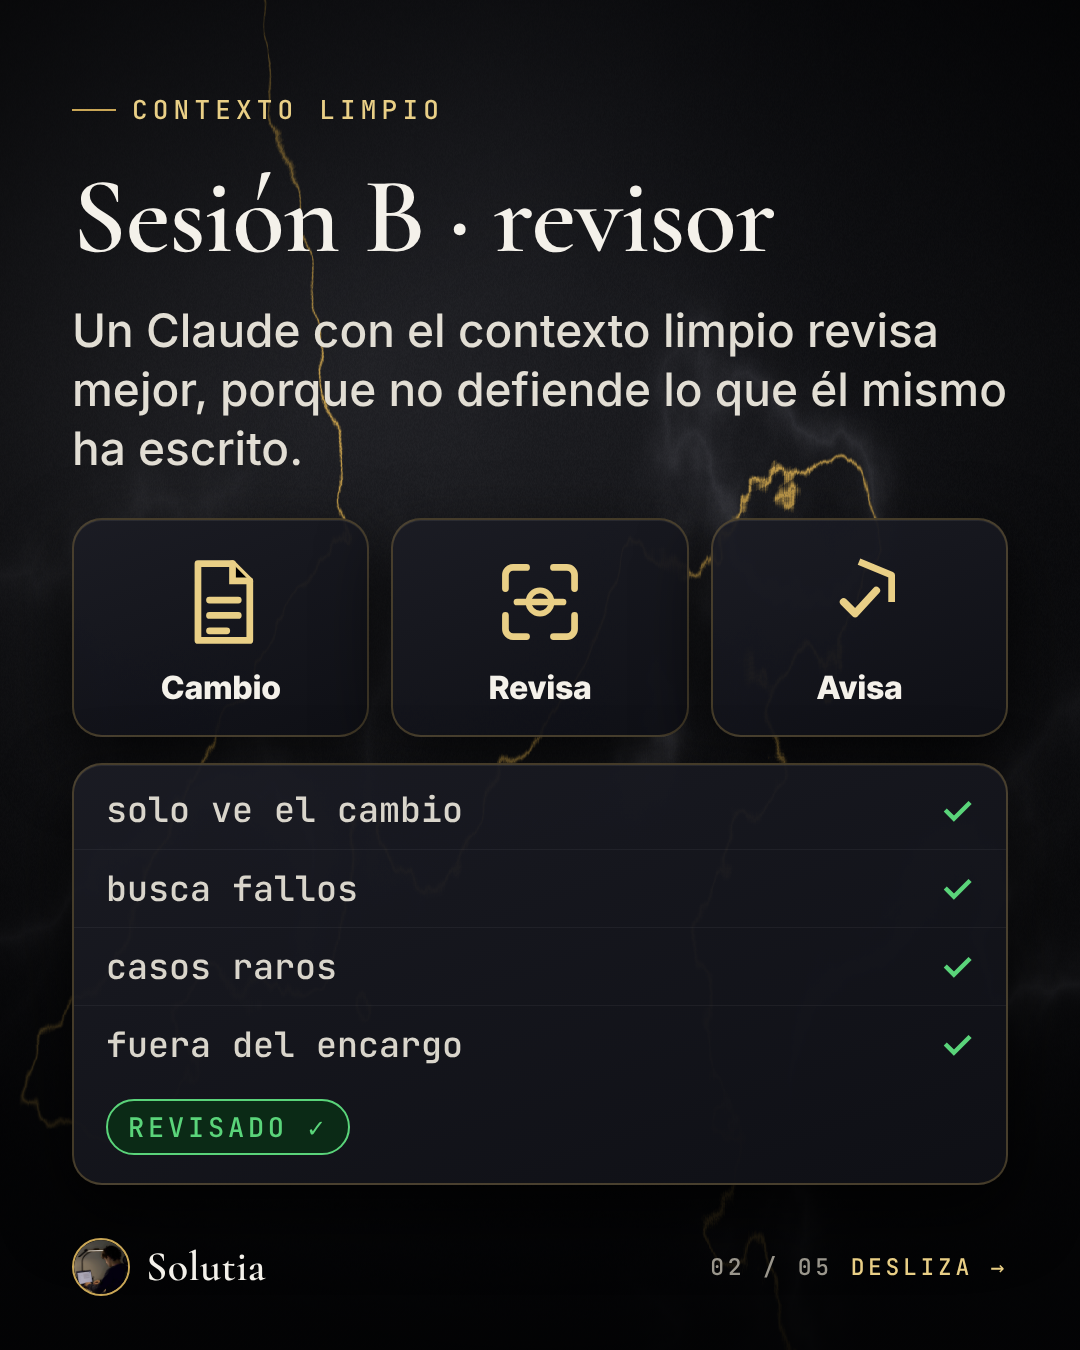 CONTEXTO LIMPIO
Sesión B · revisor
Un Claude con el contexto limpio revisa
mejor, porque no defiende lo que él mismo
ha escrito.
Cambio
Revisa
Avisa
solo ve el cambio ✓
busca fallos ✓
casos raros ✓
fuera del encargo ✓
REVISADO ✓
Solutia
02 / 05 DESLIZA →